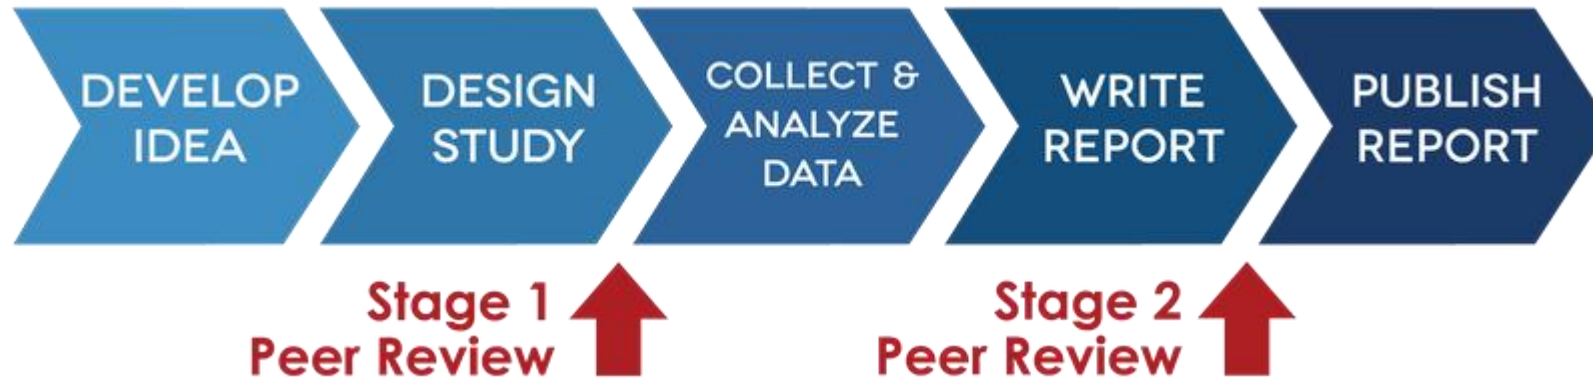 DEVELOP
IDEA
DESIGN
STUDY
COLLECT &
ANALYZE
DATA
WRITE
REPORT
PUBLISH
REPORT
Stage 1
Peer Review
Stage 2
Peer Review